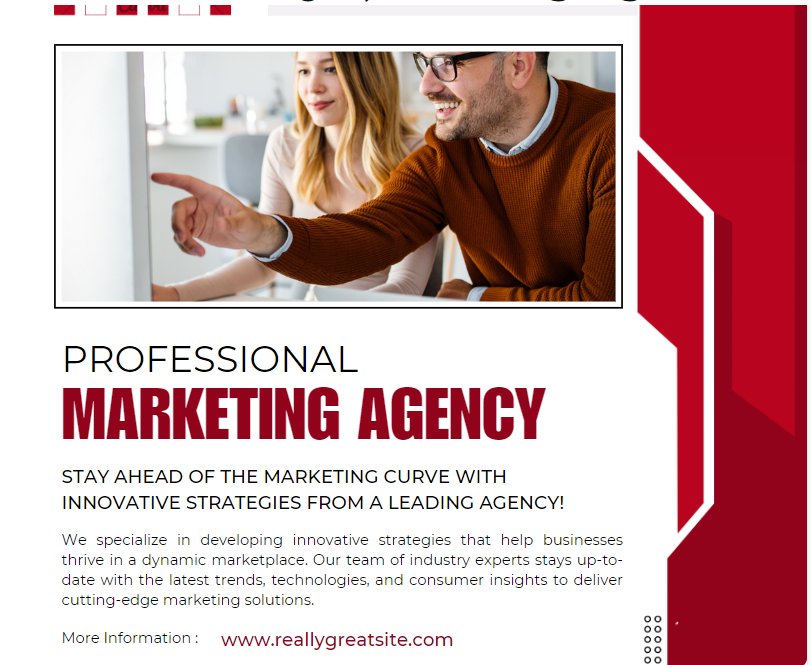 PROFESSIONAL
MARKETING AGENCY
STAY AHEAD OF THE MARKETING CURVE WITH
INNOVATIVE STRATEGIES FROM A LEADING AGENCY!
We specialize in developing innovative strategies that help businesses
thrive in a dynamic marketplace. Our team of industry experts stays up-to-
date with the latest trends, technologies, and consumer insights to deliver
cutting-edge marketing solutions.
More Information : www.reallygreatsite.com